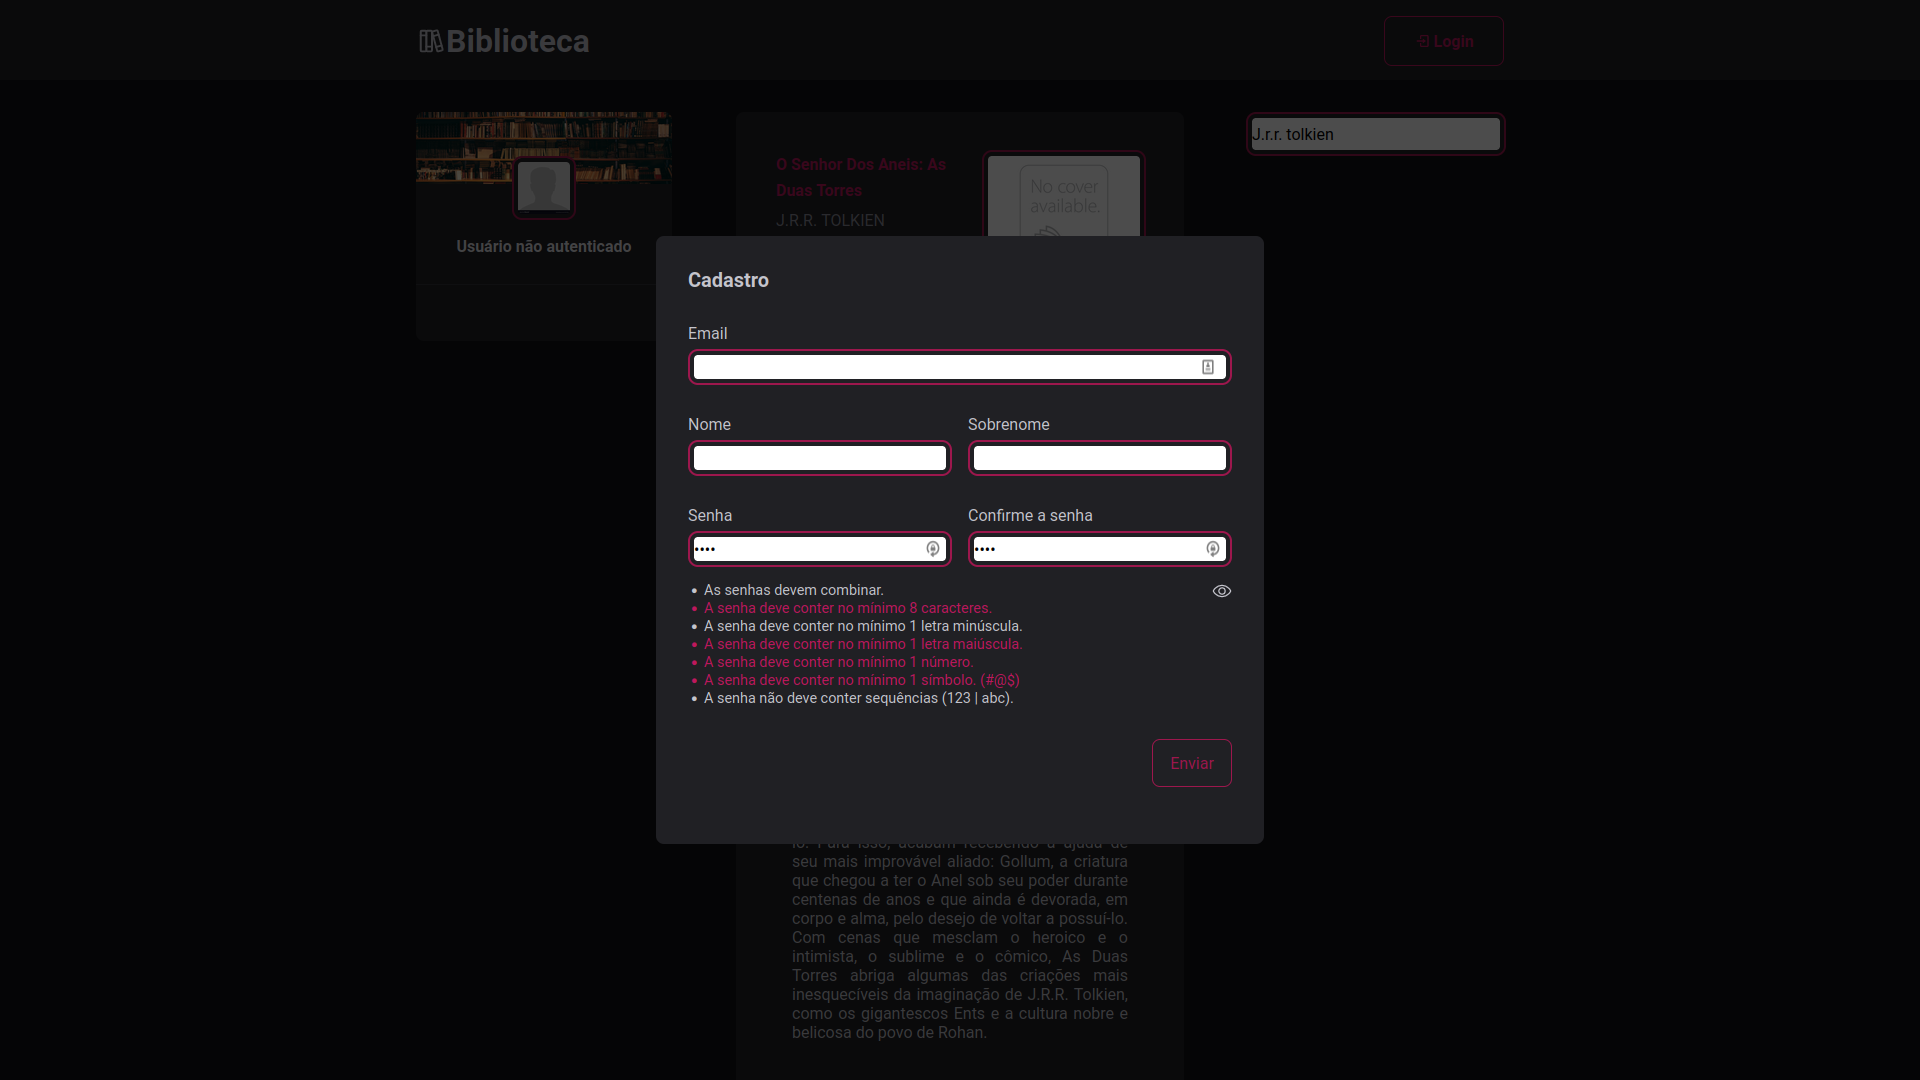 Biblioteca
Login
J.r.r. tolkien
O Senhor Dos Aneis: As
Duas Torres
J.R.R. TOLKIEN
No cover
available.
Usuário não autenticado
Cadastro
Email
Nome
Sobrenome
Senha
Confirme a senha
••••
••••
• As senhas devem combinar.
• A senha deve conter no mínimo 8 caracteres.
• A senha deve conter no mínimo 1 letra minúscula.
• A senha deve conter no mínimo 1 letra maiúscula.
• A senha deve conter no mínimo 1 número.
• A senha deve conter no mínimo 1 símbolo. (#@$)
• A senha não deve conter sequências (123 | abc).
Enviar
lo. Para isso, acabam recebendo a ajuda de
seu mais improvável aliado: Gollum, a criatura
que chegou a ter o Anel sob seu poder durante
centenas de anos e que ainda é devorada, em
corpo e alma, pelo desejo de voltar a possuí-lo.
Com cenas que mesclam o heroico e o
intimista, o sublime e o cômico, As Duas
Torres abriga algumas das criações mais
inesquecíveis da imaginação de J.R.R. Tolkien,
como os gigantescos Ents e a cultura nobre e
belicosa do povo de Rohan.